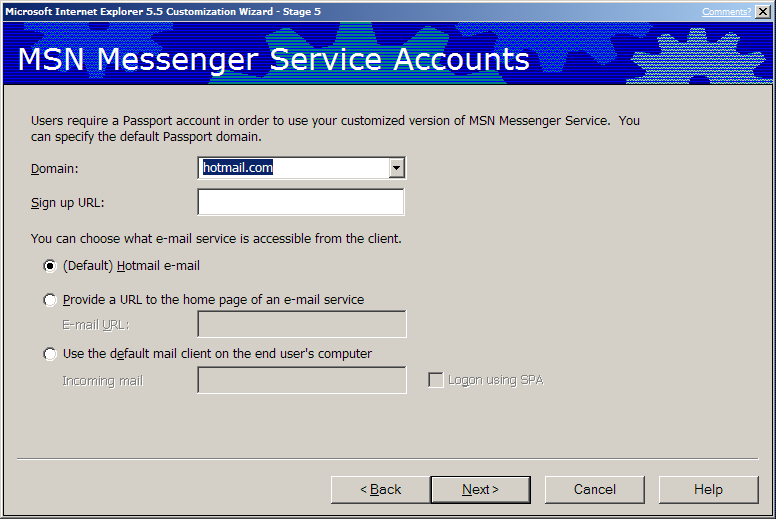 Microsoft Internet Explorer 5.5 Customization Wizard - Stage 5
Comments?
MSN Messenger Service Accounts
Users require a Passport account in order to use your customized version of MSN Messenger Service.  You
can specify the default Passport domain.
Domain:
hotmail.com
Sign up URL:
You can choose what e-mail service is accessible from the client.
(Default) Hotmail e-mail
Provide a URL to the home page of an e-mail service
E-mail URL:
Use the default mail client on the end user's computer
Incoming mail
Logon using SPA
< Back
Next >
Cancel
Help